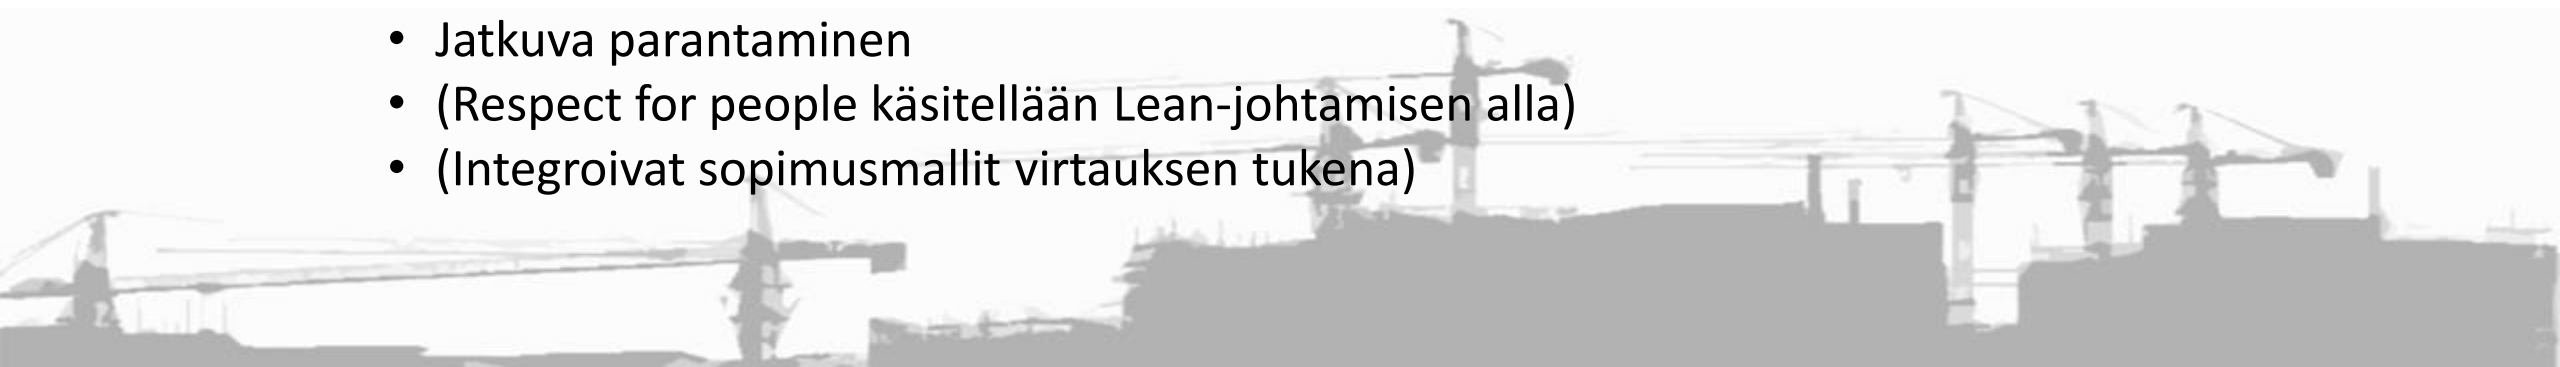 • Jatkuva parantaminen
• (Respect for people käsitellään Lean-johtamisen alla)
• (Integroivat sopimusmallit virtauksen tukena)